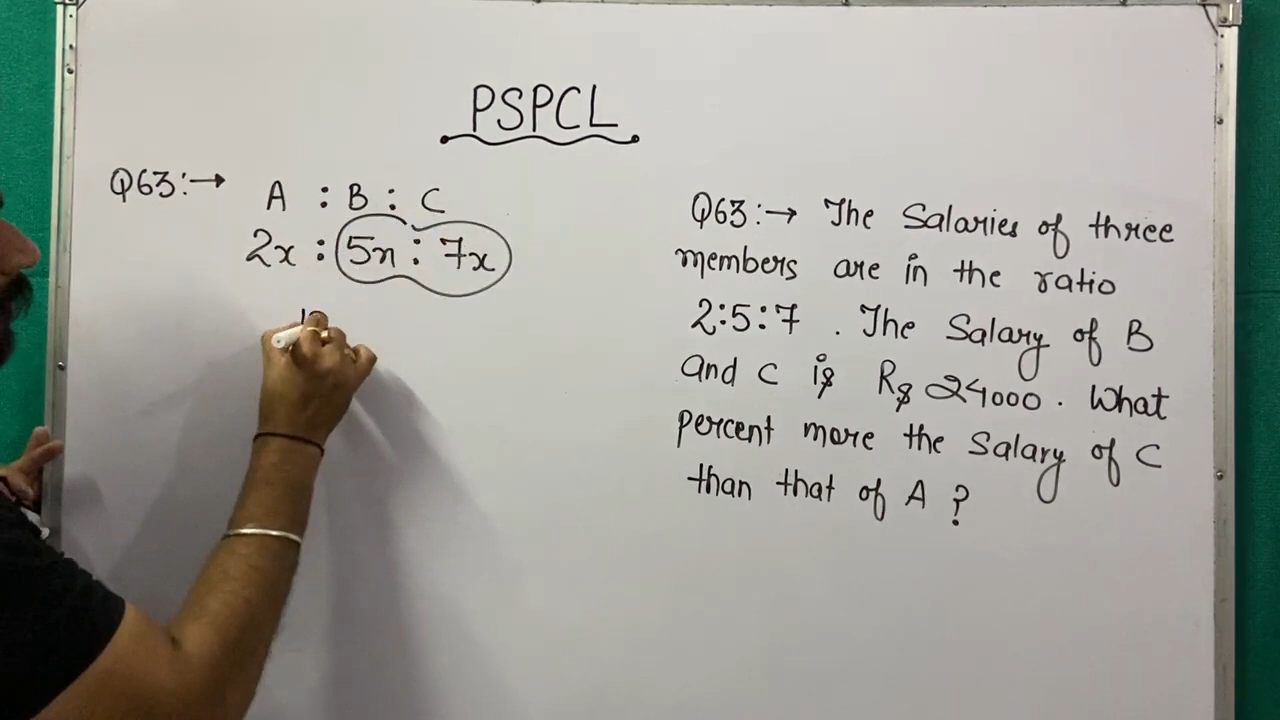 PSPCL
Q63:→ A : B : C
2x : 5x : 7x
12
Q63:→ The Salaries of three
members are in the ratio
2:5:7 . The Salary of B
and C is Rs 24000. What
percent more the Salary of C
than that of A ?